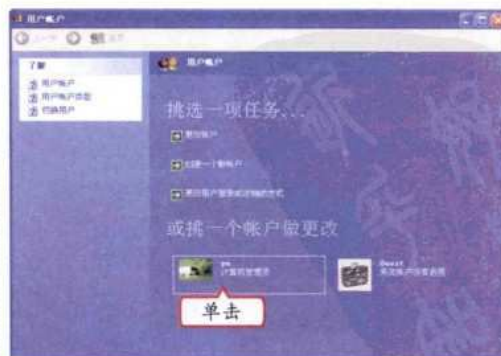 用户帐户
了解
用户帐户
用户帐户类型
切换用户
用户帐户
挑选一项任务...
更改帐户
创建一个新帐户
更改用户登录或注销的方式
或挑一个帐户做更改
计算机管理员
Guest
来宾帐户没有启用
单击